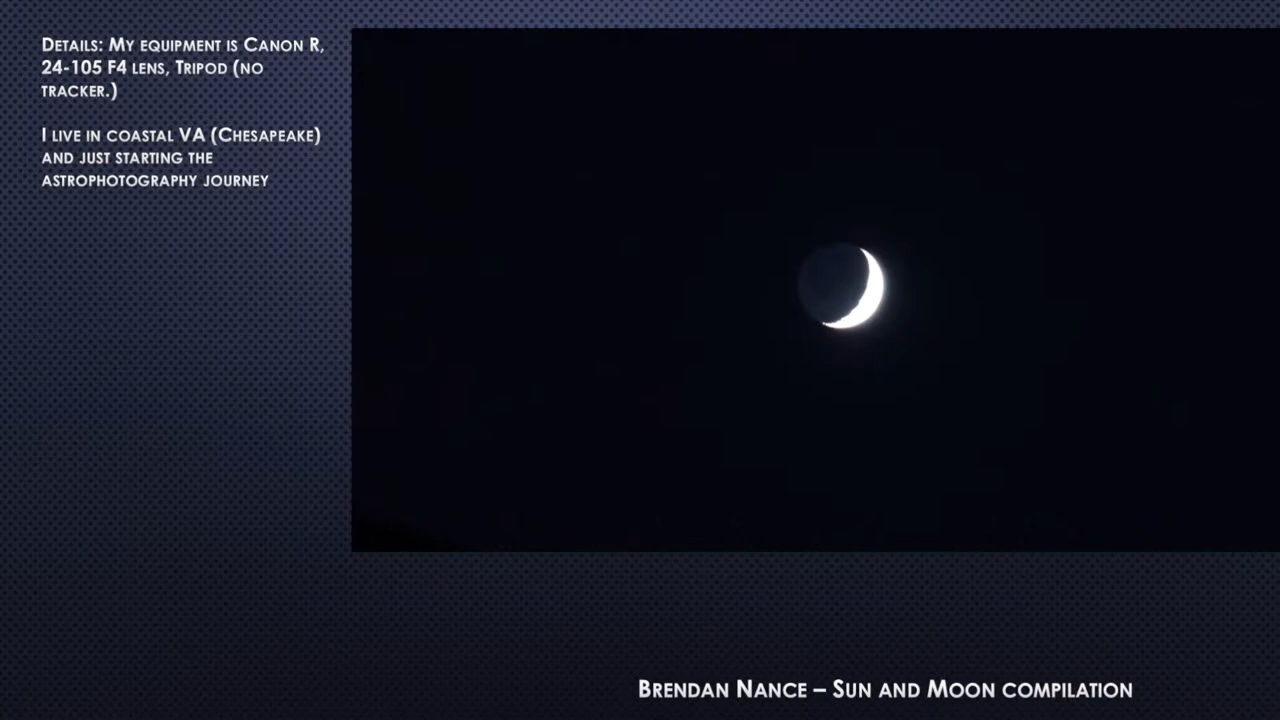 Details: My equipment is Canon R,
24-105 F4 lens, Tripod (no
tracker.)
I live in coastal VA (Chesapeake)
and just starting the
astrophotography journey
Brendan Nance – Sun and Moon compilation